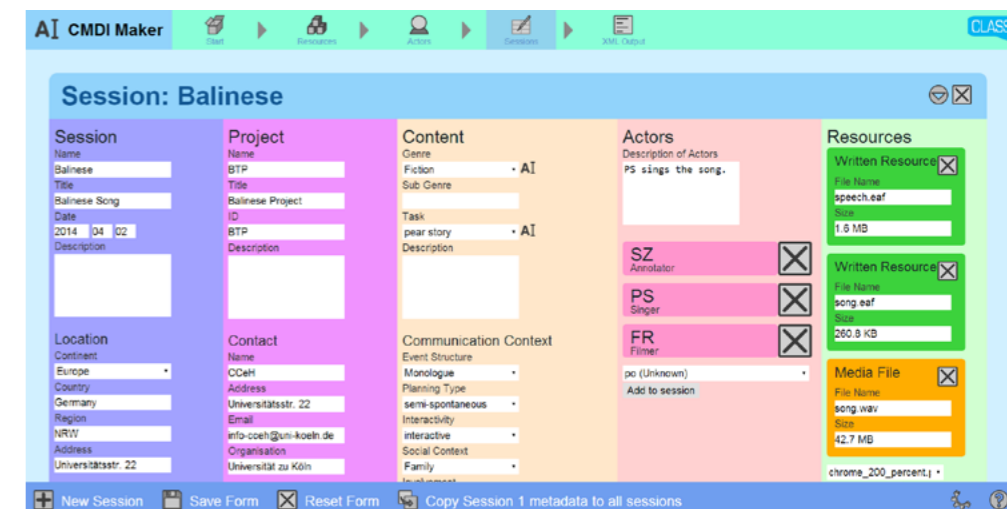 AI CMDI Maker
Start
Resources
Actors
Sessions
XML Output
CLASS
Session: Balinese
Session
Name
Balinese
Title
Balinese Song
Date
2014 04 02
Description
Location
Continent
Europe
Country
Germany
Region
NRW
Address
Universitätsstr. 22
Project
Name
BTP
Title
Balinese Project
ID
BTP
Description
Contact
Name
CCeH
Address
Universitätsstr. 22
Email
info-cceh@uni-koeln.de
Organisation
Universität zu Köln
Content
Genre
Fiction AI
Sub Genre
Task
pear story AI
Description
Communication Context
Event Structure
Monologue
Planning Type
semi-spontaneous
Interactivity
interactive
Social Context
Family
Involvement
Actors
Description of Actors
PS sings the song.
SZ
Annotator
PS
Singer
FR
Filmer
po (Unknown)
Add to session
Resources
Written Resource
File Name
speech.eaf
Size
1.6 MB
Written Resource
File Name
song.eaf
Size
260.8 KB
Media File
File Name
song.wav
Size
42.7 MB
chrome_200_percent.p
New Session Save Form Reset Form Copy Session 1 metadata to all sessions